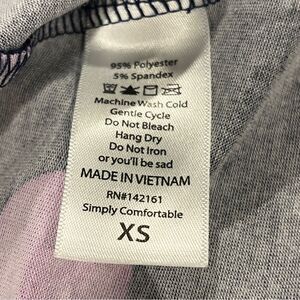 95% Polyester
5% Spandex
Machine Wash Cold
Gentle Cycle
Do Not Bleach
Hang Dry
Do Not Iron
or you'll be sad
MADE IN VIETNAM
RN#142161
Simply Comfortable
XS